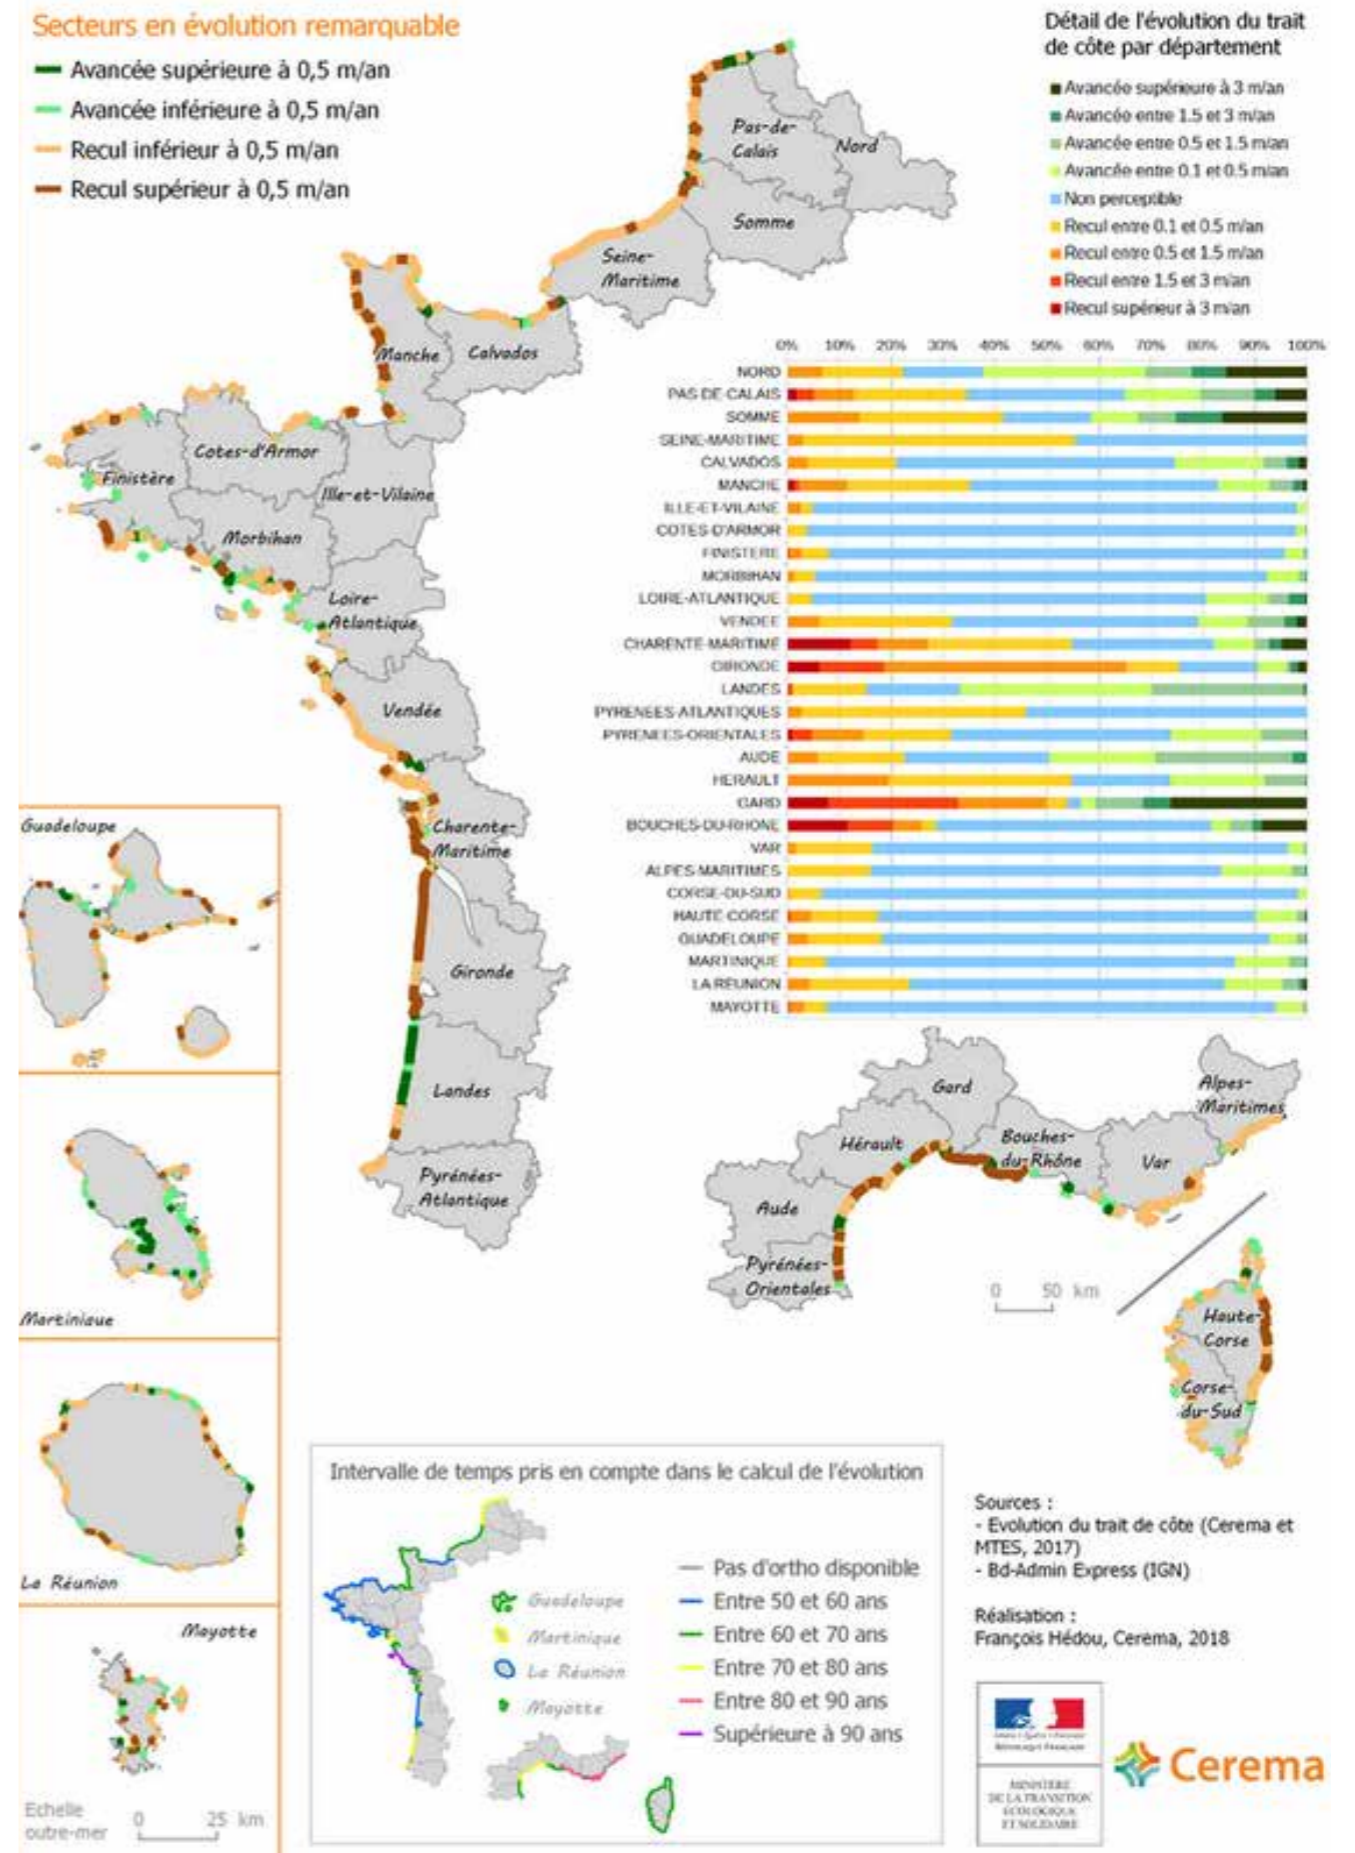 Secteurs en évolution remarquable
Avancée supérieure à 0,5 m/an
Avancée inférieure à 0,5 m/an
Recul inférieur à 0,5 m/an
Recul supérieur à 0,5 m/an
Détail de l'évolution du trait
de côte par département
Avancée supérieure à 3 m/an
Avancée entre 1.5 et 3 m/an
Avancée entre 0.5 et 1.5 m/an
Avancée entre 0.1 et 0.5 m/an
Non perceptible
Recul entre 0.1 et 0.5 m/an
Recul entre 0.5 et 1.5 m/an
Recul entre 1.5 et 3 m/an
Recul supérieur à 3 m/an
Pas-de-
Calais
Nord
Somme
Seine-
Maritime
Manche
Calvados
Cotes-d'Armor
Finistère
Ille-et-Vilaine
Morbihan
Loire-
Atlantique
Vendée
Charente-
Maritime
Gironde
Landes
Pyrénées-
Atlantique
0% 10% 20% 30% 40% 50% 60% 70% 80% 90% 100%
NORD
PAS DE-CALAIS
SOMME
SEINE-MARITIME
CALVADOS
MANCHE
ILLE-ET-VILAINE
COTES-D'ARMOR
FINISTERE
MORBIHAN
LOIRE-ATLANTIQUE
VENDEE
CHARENTE-MARITIME
GIRONDE
LANDES
PYRENEES-ATLANTIQUES
PYRENEES-ORIENTALES
AUDE
HERAULT
GARD
BOUCHES-DU-RHONE
VAR
ALPES-MARITIMES
CORSE-DU-SUD
HAUTE CORSE
GUADELOUPE
MARTINIQUE
LA REUNION
MAYOTTE
Guadeloupe
Martinique
La Réunion
Mayotte
Echelle
outre-mer
0 25 km
Gard
Hérault
Bouches-
du-Rhône
Alpes-
Maritimes
Var
Aude
Pyrénées-
Orientales
0 50 km
Haute-
Corse
Corse-
du-Sud
Intervalle de temps pris en compte dans le calcul de l'évolution
Guadeloupe
Martinique
La Réunion
Mayotte
Pas d'ortho disponible
Entre 50 et 60 ans
Entre 60 et 70 ans
Entre 70 et 80 ans
Entre 80 et 90 ans
Supérieure à 90 ans
Sources :
- Evolution du trait de côte (Cerema et
MTES, 2017)
- Bd-Admin Express (IGN)
Réalisation :
François Hédou, Cerema, 2018
RÉPUBLIQUE FRANÇAISE
MINISTÈRE
DE LA TRANSITION
ÉCOLOGIQUE
ET SOLIDAIRE
Cerema